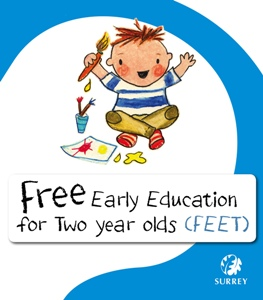 Free Early Education
for Two year olds (FEET)
SURREY